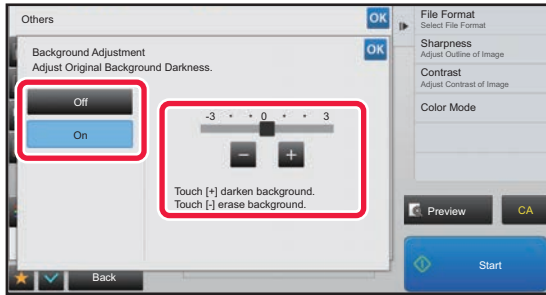 Others
OK
Background Adjustment
Adjust Original Background Darkness.
OK
Off
On
-3 • • 0 • • 3
- +
Touch [+] darken background.
Touch [-] erase background.
Back
File Format
Select File Format
Sharpness
Adjust Outline of Image
Contrast
Adjust Contrast of Image
Color Mode
Preview
CA
Start